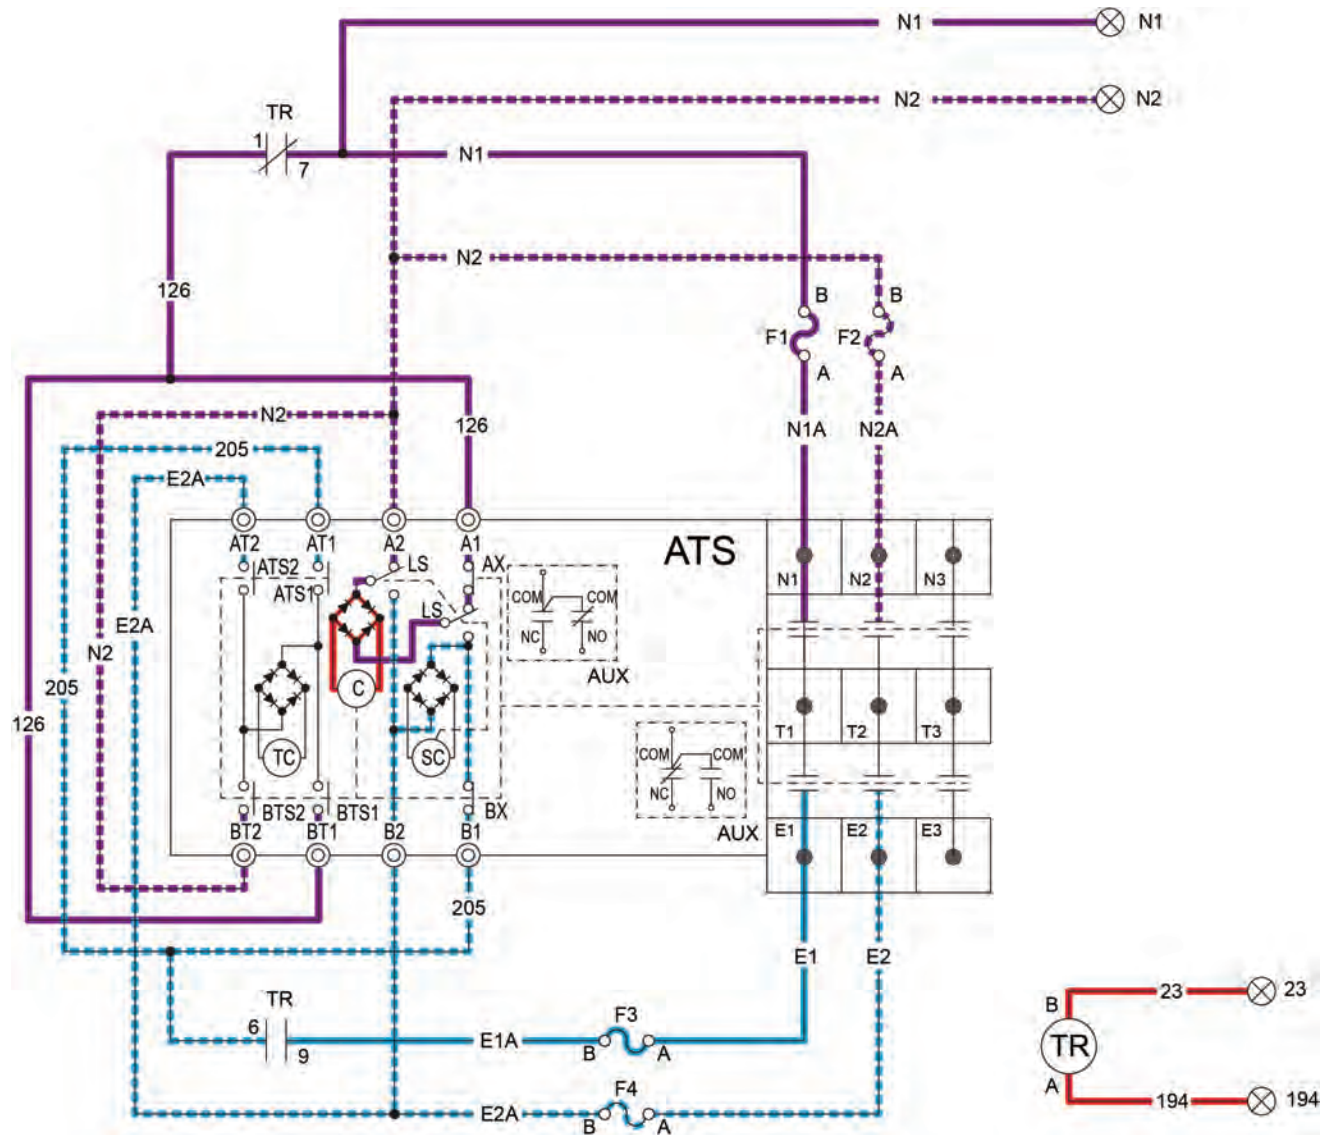 N1 N1
N2 N2
TR
1
7
N1
N2
126
B B
F1 F2
A A
N2
126
N1A N2A
205
E2A
ATS
AT2 AT1 A2 A1
ATS2 LS AX
ATS1
LS
COM COM
NC NO
AUX
N1 N2 N3
E2A
N2
205
126
C
TC SC
T1 T2 T3
COM COM
NC NO
AUX
BTS2 BTS1 BX
BT2 BT1 B2 B1
E1 E2 E3
205
E1 E2
TR
6
9
E1A
F3
B A
E2A
F4
B A
B 23 23
TR
A 194 194